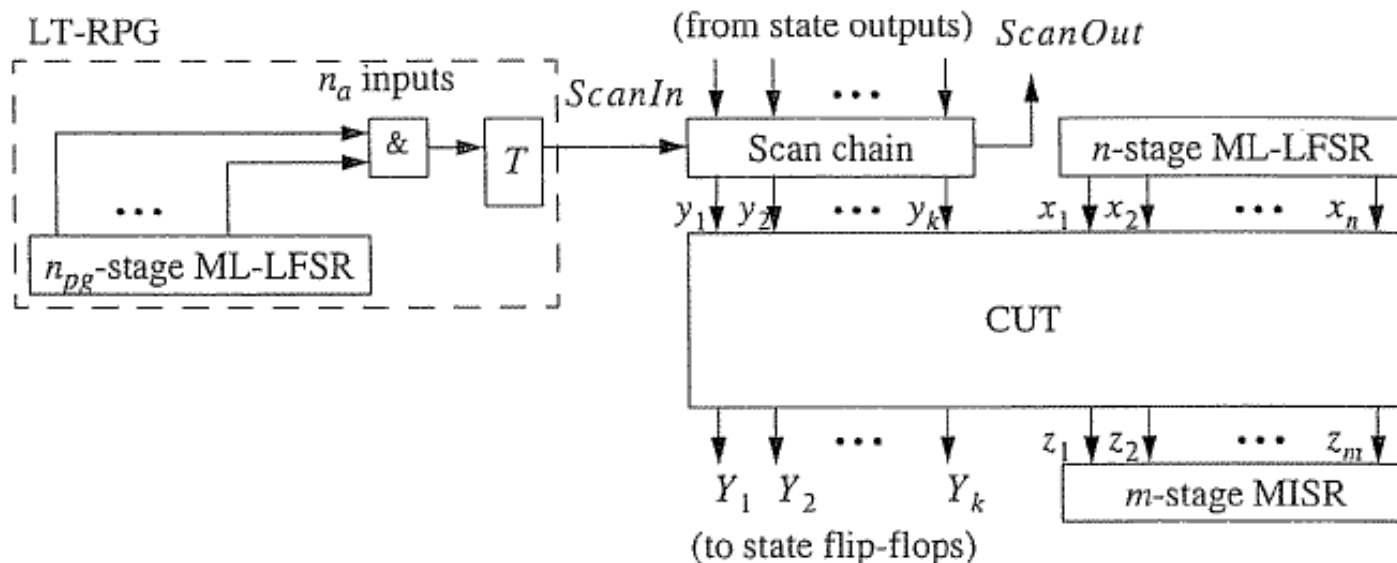 LT-RPG
n_a inputs
&
T
n_pg-stage ML-LFSR
ScanIn
(from state outputs)
ScanOut
•••
Scan chain
n-stage ML-LFSR
y_1 y_2 ••• y_k
x_1 x_2 ••• x_n
CUT
•••
Y_1 Y_2 Y_k
(to state flip-flops)
z_1 z_2 ••• z_m
m-stage MISR